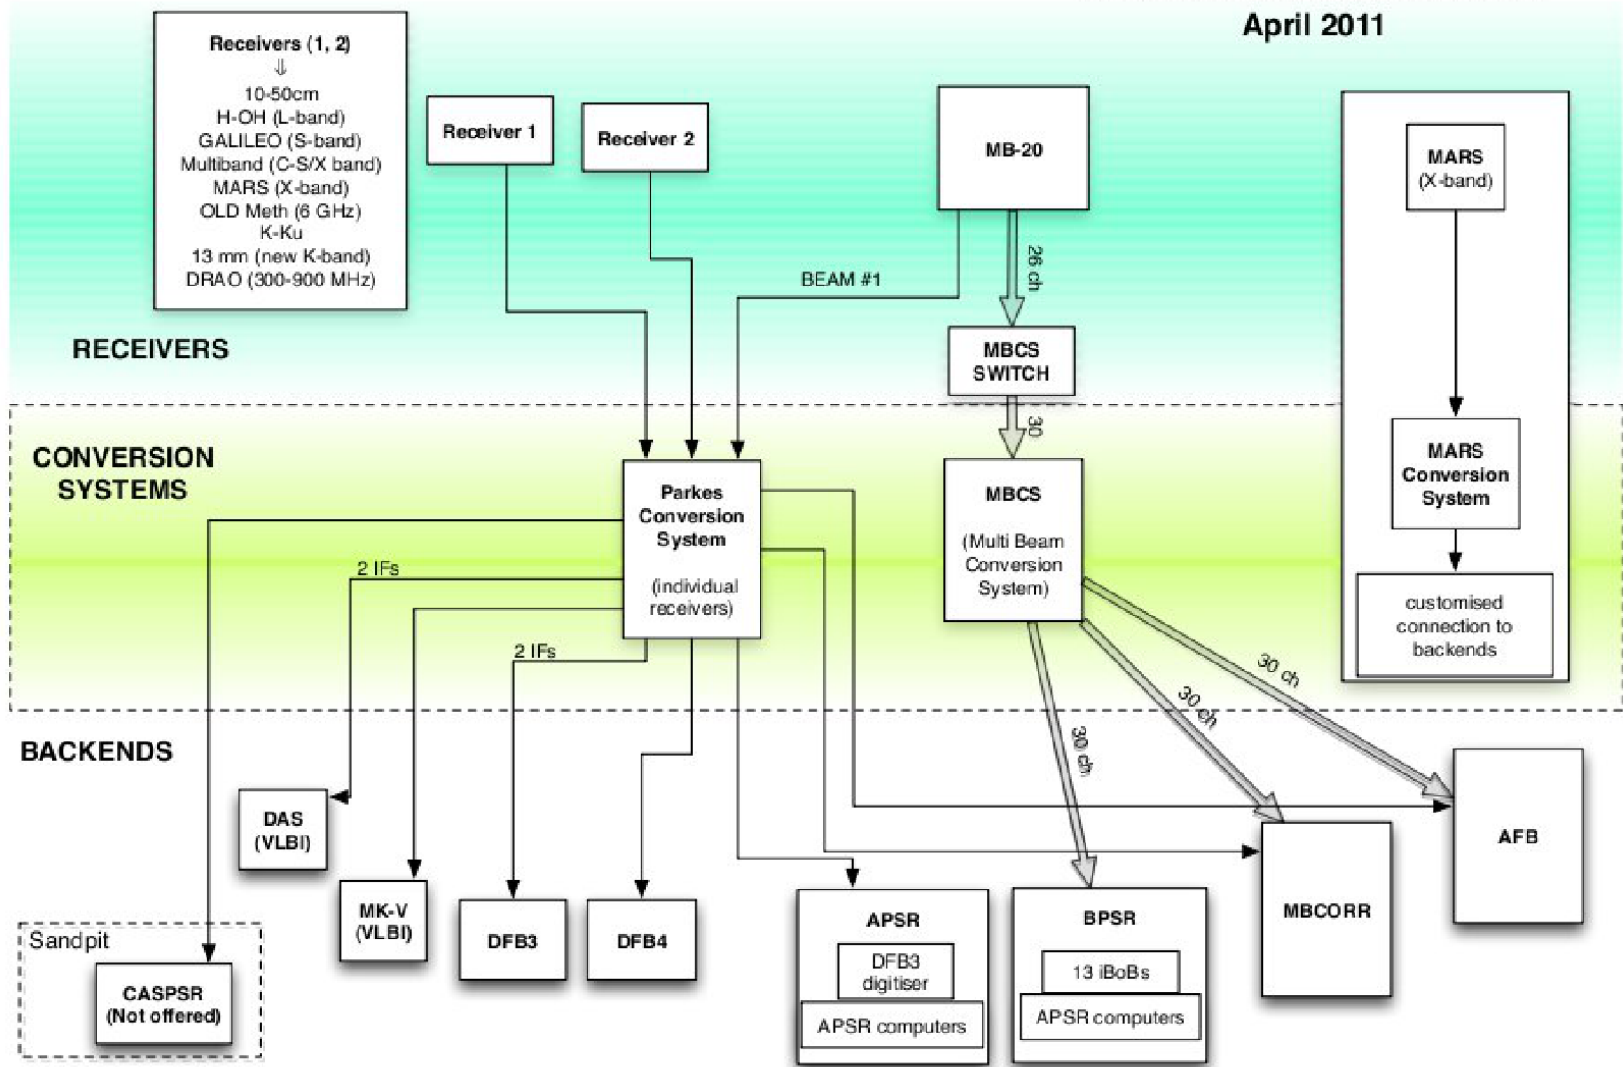 April 2011
Receivers (1, 2)
⇓
10-50cm
H-OH (L-band)
GALILEO (S-band)
Multiband (C-S/X band)
MARS (X-band)
OLD Meth (6 GHz)
K-Ku
13 mm (new K-band)
DRAO (300-900 MHz)
Receiver 1
Receiver 2
MB-20
MARS
(X-band)
BEAM #1
26 ch
RECEIVERS
MBCS
SWITCH
30
CONVERSION
SYSTEMS
Parkes
Conversion
System
(individual
receivers)
MBCS
(Multi Beam
Conversion
System)
MARS
Conversion
System
customised
connection to
backends
2 IFs
2 IFs
30 ch
30 ch
30 ch
BACKENDS
DAS
(VLBI)
MK-V
(VLBI)
DFB3
DFB4
APSR
DFB3
digitiser
APSR computers
BPSR
13 iBoBs
APSR computers
MBCORR
AFB
Sandpit
CASPSR
(Not offered)